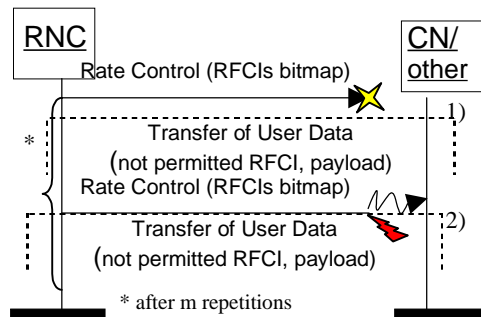 RNC
CN/
other
Rate Control (RFCIs bitmap)
1)
*
Transfer of User Data
(not permitted RFCI, payload)
Rate Control (RFCIs bitmap)
2)
Transfer of User Data
(not permitted RFCI, payload)
* after m repetitions